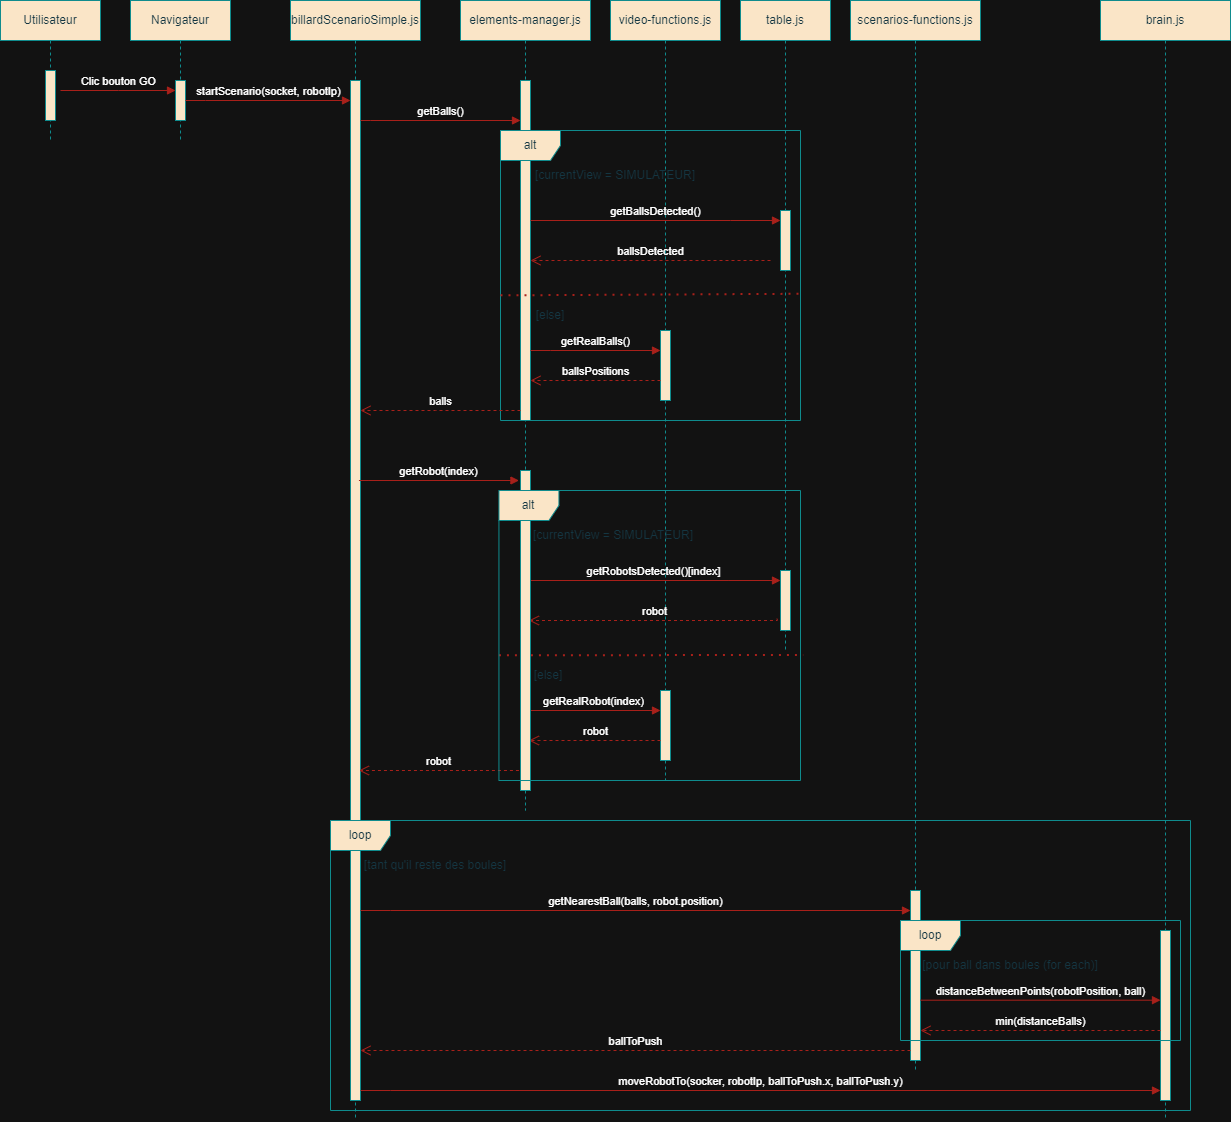 Utilisateur
Navigateur
billardScenarioSimple.js
elements-manager.js
video-functions.js
table.js
scenarios-functions.js
brain.js
Clic bouton GO
startScenario(socket, robotIp)
getBalls()
alt
[currentView = SIMULATEUR]
getBallsDetected()
ballsDetected
[else]
getRealBalls()
ballsPositions
balls
getRobot(index)
alt
[currentView = SIMULATEUR]
getRobotsDetected()[index]
robot
[else]
getRealRobot(index)
robot
robot
loop
[tant qu'il reste des boules]
getNearestBall(balls, robot.position)
loop
[pour ball dans boules (for each)]
distanceBetweenPoints(robotPosition, ball)
min(distanceBalls)
ballToPush
moveRobotTo(socker, robotIp, ballToPush.x, ballToPush.y)